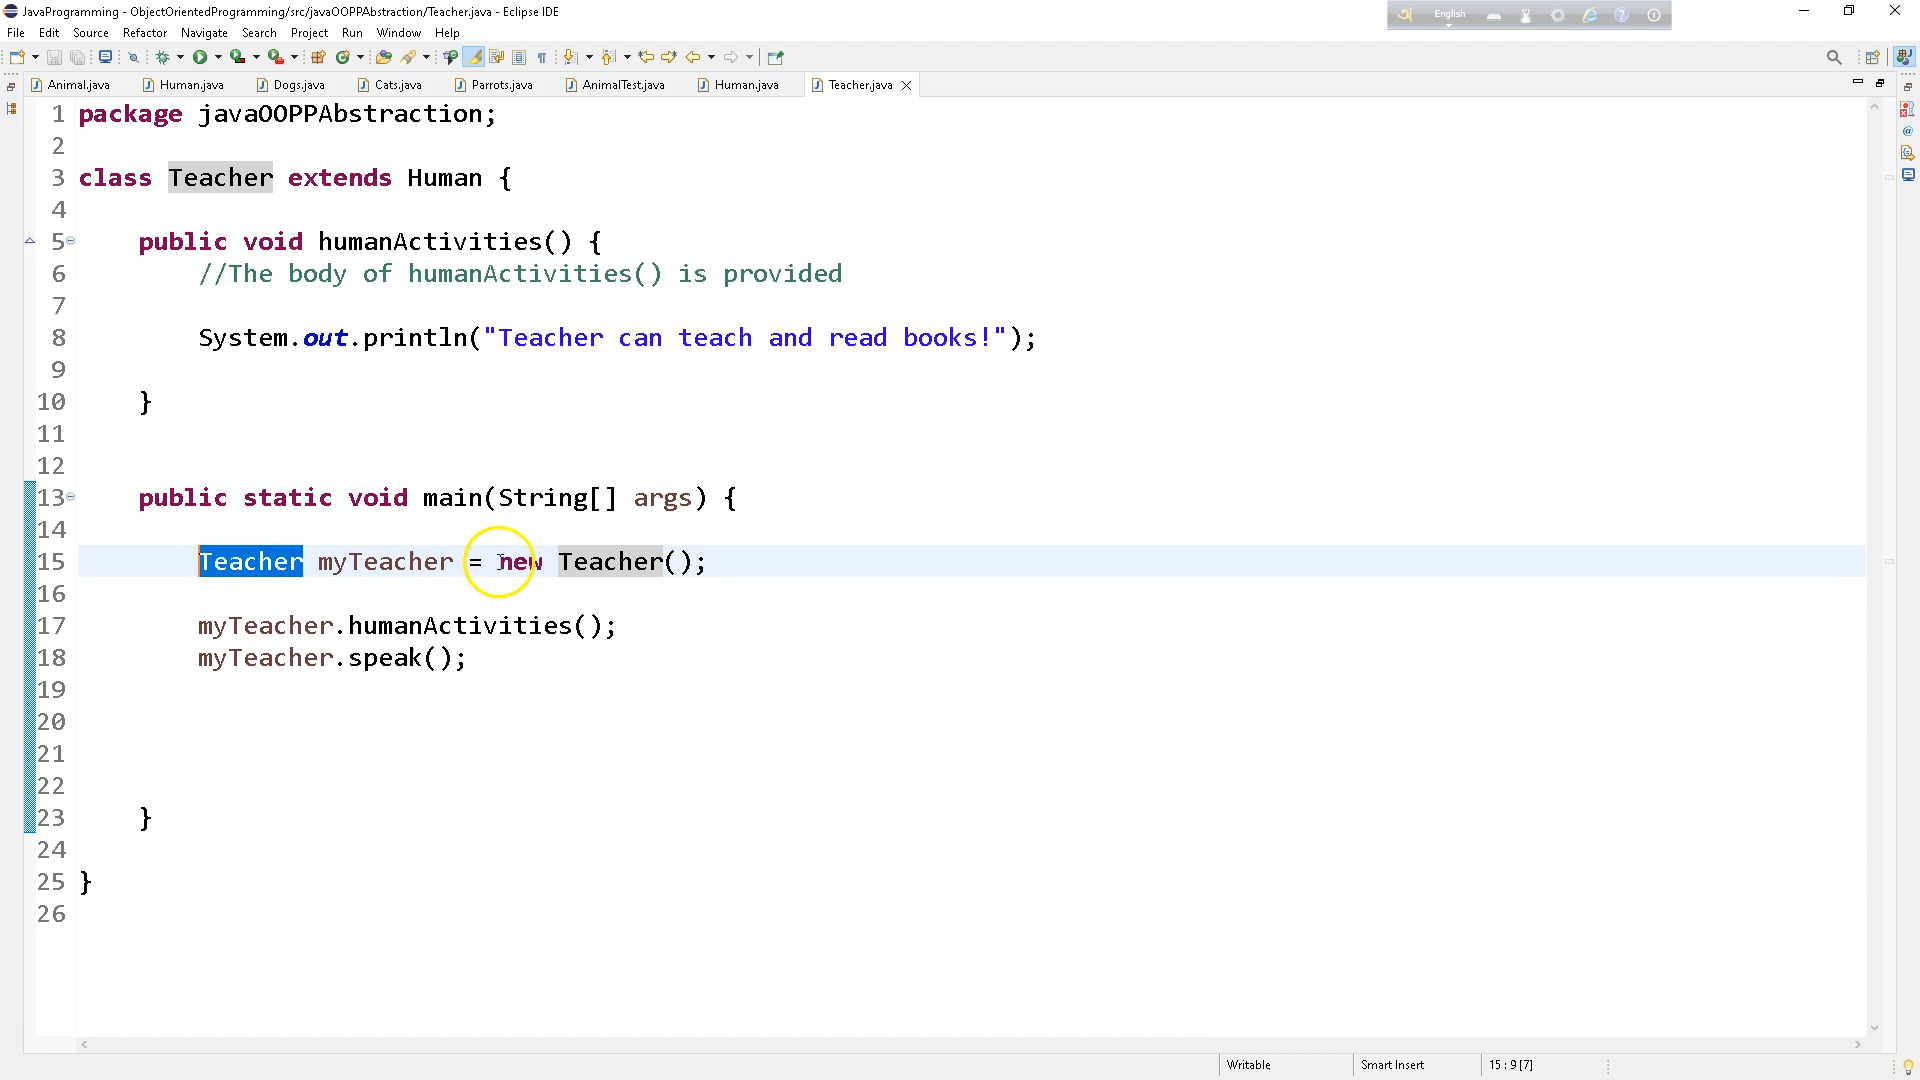 JavaProgramming - ObjectOrientedProgramming/src/javaOOPPAbstraction/Teacher.java - Eclipse IDE
English
File Edit Source Refactor Navigate Search Project Run Window Help
Animal.java Human.java Dogs.java Cats.java Parrots.java AnimalTest.java Human.java Teacher.java
1 package javaOOPPAbstraction;
2
3 class Teacher extends Human {
4
5 public void humanActivities() {
6 //The body of humanActivities() is provided
7
8 System.out.println("Teacher can teach and read books!");
9
10 }
11
12
13 public static void main(String[] args) {
14
15 Teacher myTeacher = new Teacher();
16
17 myTeacher.humanActivities();
18 myTeacher.speak();
19
20
21
22
23 }
24
25 }
26
Writable Smart Insert 15 : 9 [7]